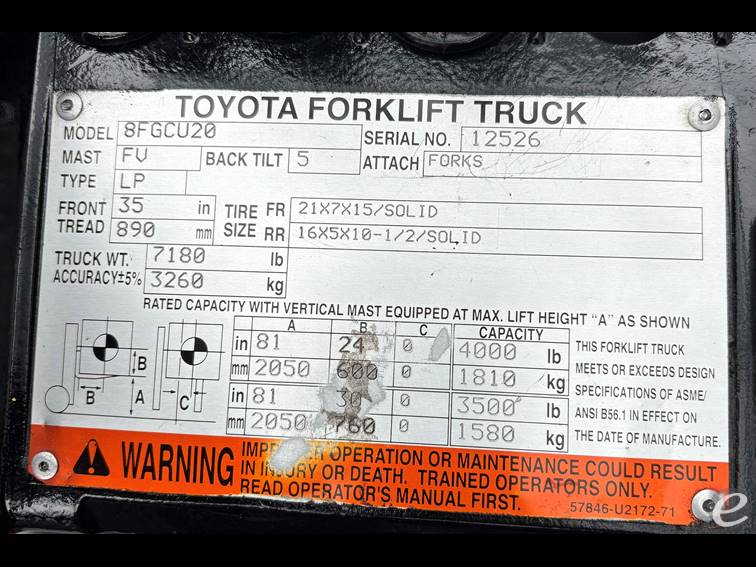 TOYOTA FORKLIFT TRUCK
MODEL 8FGCU20 SERIAL NO. 12526
MAST FV BACK TILT 5 ATTACH FORKS
TYPE LP
FRONT TREAD 35 in TIRE SIZE FR 21X7X15/SOLID
890 mm RR 16X5X10-1/2/SOLID
TRUCK WT. 7180 lb
ACCURACY±5% 3260 kg
RATED CAPACITY WITH VERTICAL MAST EQUIPPED AT MAX. LIFT HEIGHT "A" AS SHOWN
A B C CAPACITY
in 81 24 0 4000 lb
mm 2050 600 0 1810 kg
in 81 30 0 3500 lb
mm 2050 760 0 1580 kg
B
B A C
THIS FORKLIFT TRUCK
MEETS OR EXCEEDS DESIGN
SPECIFICATIONS OF ASME/
ANSI B56.1 IN EFFECT ON
THE DATE OF MANUFACTURE.
WARNING
IMPROPER OPERATION OR MAINTENANCE COULD RESULT
IN INJURY OR DEATH. TRAINED OPERATORS ONLY.
READ OPERATOR'S MANUAL FIRST.
57846-U2172-71
e